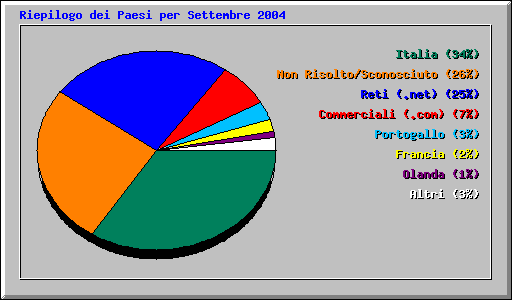 Riepilogo dei Paesi per Settembre 2004
Italia (34%)
Non Risolto/Sconosciuto (26%)
Reti (.net) (25%)
Commerciali (.com) (7%)
Portogallo (3%)
Francia (2%)
Olanda (1%)
Altri (3%)